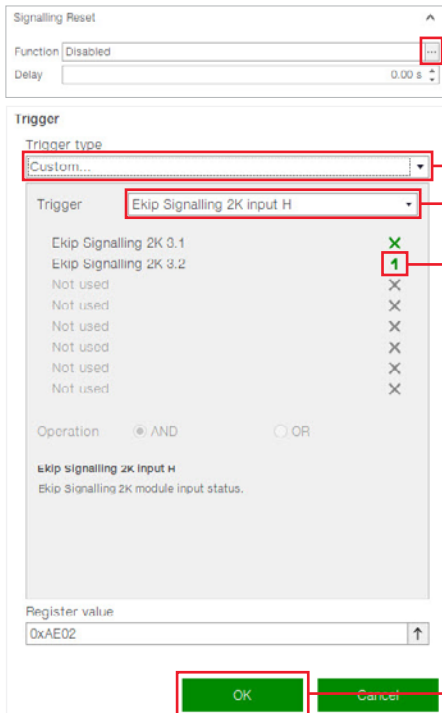 Signalling Reset
Function Disabled ...
Delay 0.00 s
Trigger
Trigger type
Custom...
Trigger Ekip Signalling 2K input H
Ekip Signalling 2K 3.1 X
Ekip Signalling 2K 3.2 1
Not used X
Not used X
Not used X
Not used X
Not used X
Not used X
Operation AND OR
Ekip Signalling 2K input H
Ekip Signalling 2K module input status.
Register value
0xAE02
OK Cancel